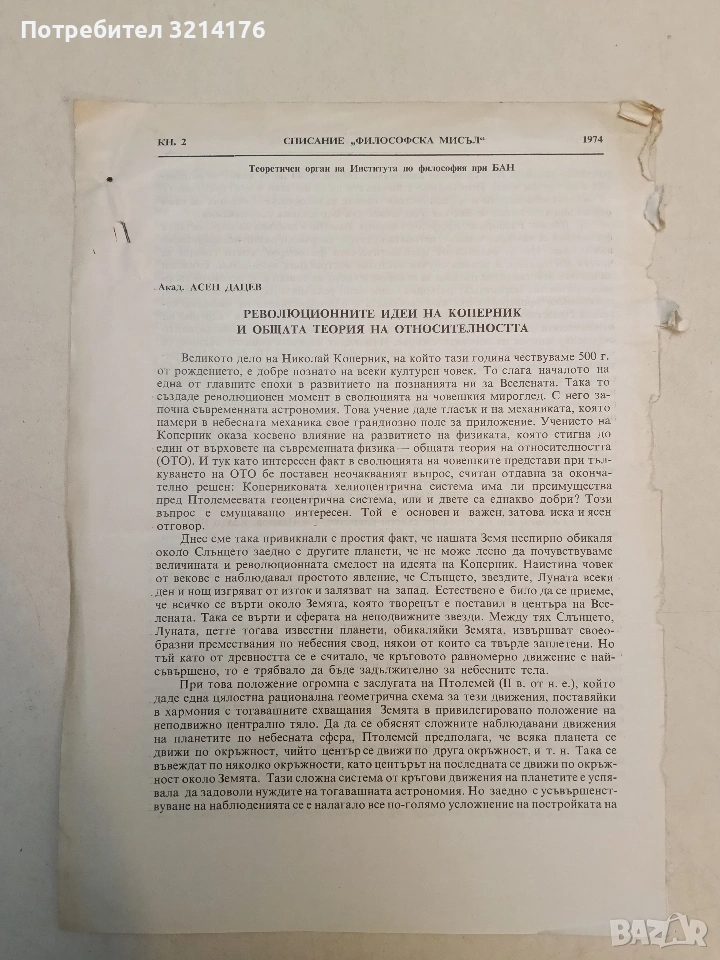 Потребител 3214176
КН. 2 СПИСАНИЕ „ФИЛОСОФСКА МИСЪЛ“ 1974
Теоретичен орган на Института по философия при БАН
Акад. АСЕН ДАЦЕВ
РЕВОЛЮЦИОННИТЕ ИДЕИ НА КОПЕРНИК
И ОБЩАТА ТЕОРИЯ НА ОТНОСИТЕЛНОСТТА
Великото дело на Николай Коперник, на който тази година чествуваме 500 г.
от рождението, е добре познато на всеки културен човек. То слага началото на
една от главните епохи в развитието на познанията ни за Вселената. Така то
създаде революционен момент в еволюцията на човешкия мироглед. С него за-
почна съвременната астрономия. Това учение даде тласък и на механиката, която
намери в небесната механика свое грандиозно поле за приложение. Учението на
Коперник оказа косвено влияние на развитието на физиката, която стигна до
един от върховете на съвременната физика — общата теория на относителността
(ОТО). И тук като интересен факт в еволюцията на човешките представи при тъл-
куването на ОТО бе поставен неочакваният въпрос, считан отдавна за оконча-
телно решен: Коперниковата хелиоцентрична система има ли преимущества
пред Птолемеевата геоцентрична система, или и двете са еднакво добри? Този
въпрос е смущаващо интересен. Той е основен и важен, затова иска и ясен
отговор.
Днес сме така привикнали с простия факт, че нашата Земя неспирно обикаля
около Слънцето заедно с другите планети, че не може лесно да почувствуваме
величината и революционната смелост на идеята на Коперник. Наистина човек
от векове е наблюдавал простото явление, че Слънцето, звездите, Луната всеки
ден и нощ изгряват от изток и залязват на запад. Естествено е било да се приеме,
че всичко се върти около Земята, която творецът е поставил в центъра на Все-
лената. Така се върти и сферата на неподвижните звезди. Между тях Слънцето,
Луната, петте тогава известни планети, обикаляйки Земята, извършват своео-
бразни премествания по небесния свод, някои от които са твърде заплетени. Но
тъй като от древността се е считало, че кръговото равномерно движение е най-
съвършено, то е трябвало да бъде задължително за небесните тела.
При това положение огромна е заслугата на Птолемей (II в. от н. е.), който
даде една цялостна рационална геометрична схема за тези движения, поставяйки
в хармония с тогавашните схващания Земята в привилегировано положение на
неподвижно централно тяло. Да да се обяснят сложните наблюдавани движения
на планетите по небесната сфера, Птолемей предполага, че всяка планета се
движи по окръжност, чийто център се движи по друга окръжност, и т. н. Така се
въвеждат по няколко окръжности, като центърът на последната се движи по окръж-
ност около Земята. Тази сложна система от кръгови движения на планетите е успя-
вала да задоволи нуждите на тогавашната астрономия. Но заедно с усъвършенст-
вуване на наблюденията се е налагало все по-голямо усложнение на постройката на
BAZAR